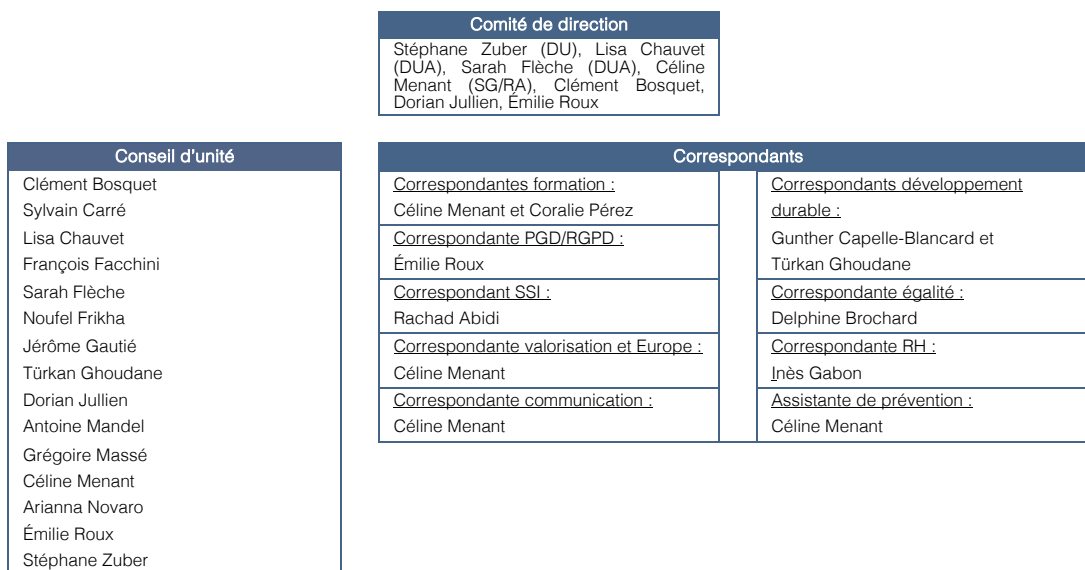 Comité de direction
Stéphane Zuber (DU), Lisa Chauvet
(DUA), Sarah Flèche (DUA), Céline
Menant (SG/RA), Clément Bosquet,
Dorian Jullien, Émilie Roux
Conseil d'unité
Clément Bosquet
Sylvain Carré
Lisa Chauvet
François Facchini
Sarah Flèche
Noufel Frikha
Jérôme Gautié
Türkan Ghoudane
Dorian Jullien
Antoine Mandel
Grégoire Massé
Céline Menant
Arianna Novaro
Émilie Roux
Stéphane Zuber
Correspondants
Correspondantes formation :
Céline Menant et Coralie Pérez
Correspondante PGD/RGPD :
Émilie Roux
Correspondant SSI :
Rachad Abidi
Correspondante valorisation et Europe :
Céline Menant
Correspondante communication :
Céline Menant
Correspondants développement
durable :
Gunther Capelle-Blancard et
Türkan Ghoudane
Correspondante égalité :
Delphine Brochard
Correspondante RH :
Inès Gabon
Assistante de prévention :
Céline Menant